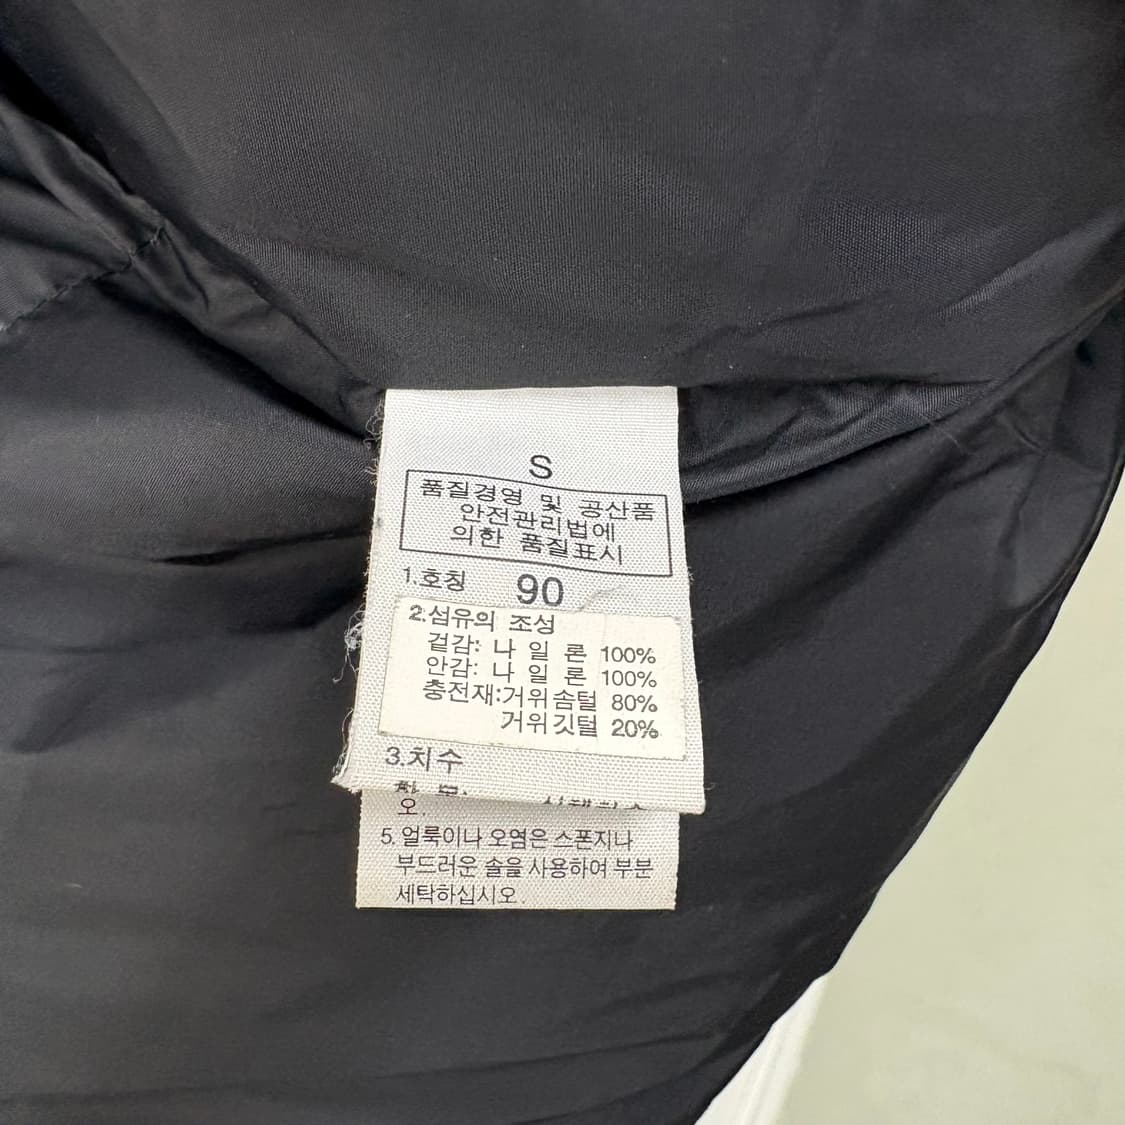 S
품질경영 및 공산품
안전관리법에
의한 품질표시
1.호칭 90
2.섬유의 조성
겉감: 나 일 론 100%
안감: 나 일 론 100%
충전재:거위솜털 80%
거위깃털 20%
3.치수
오.
5. 얼룩이나 오염은 스폰지나
부드러운 솔을 사용하여 부분
세탁하십시오.